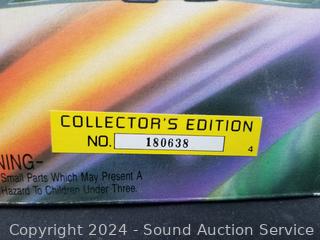 COLLECTOR'S EDITION
NO. 180638
4
NING-
Small Parts Which May Present A
Hazard To Children Under Three.
Copyright 2024 - Sound Auction Service